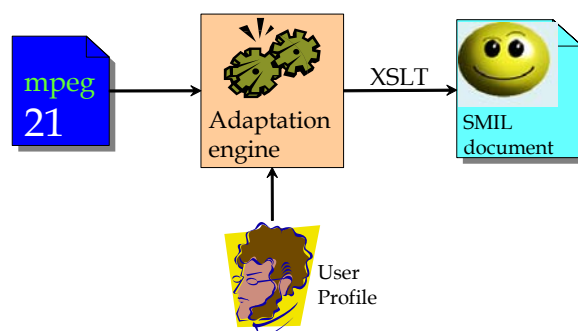 mpeg
21
Adaptation
engine
XSLT
SMIL
document
User
Profile